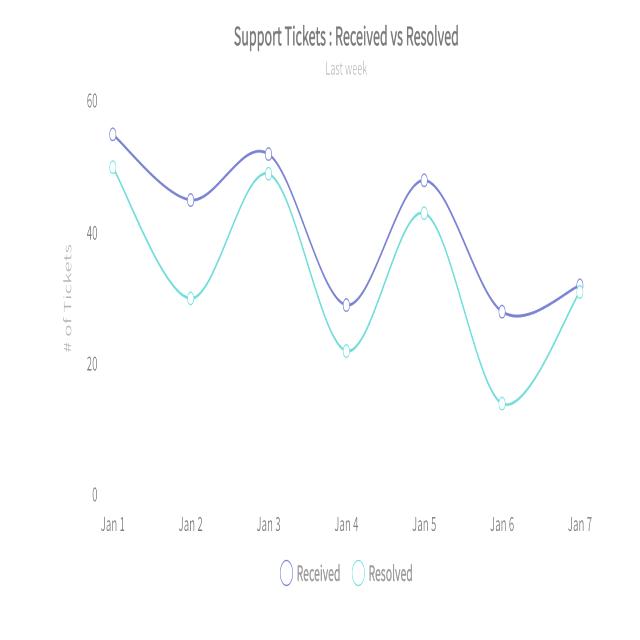 Support Tickets : Received vs Resolved
Last week
60
40
20
0
# of Tickets
Jan 1 Jan 2 Jan 3 Jan 4 Jan 5 Jan 6 Jan 7
Received Resolved